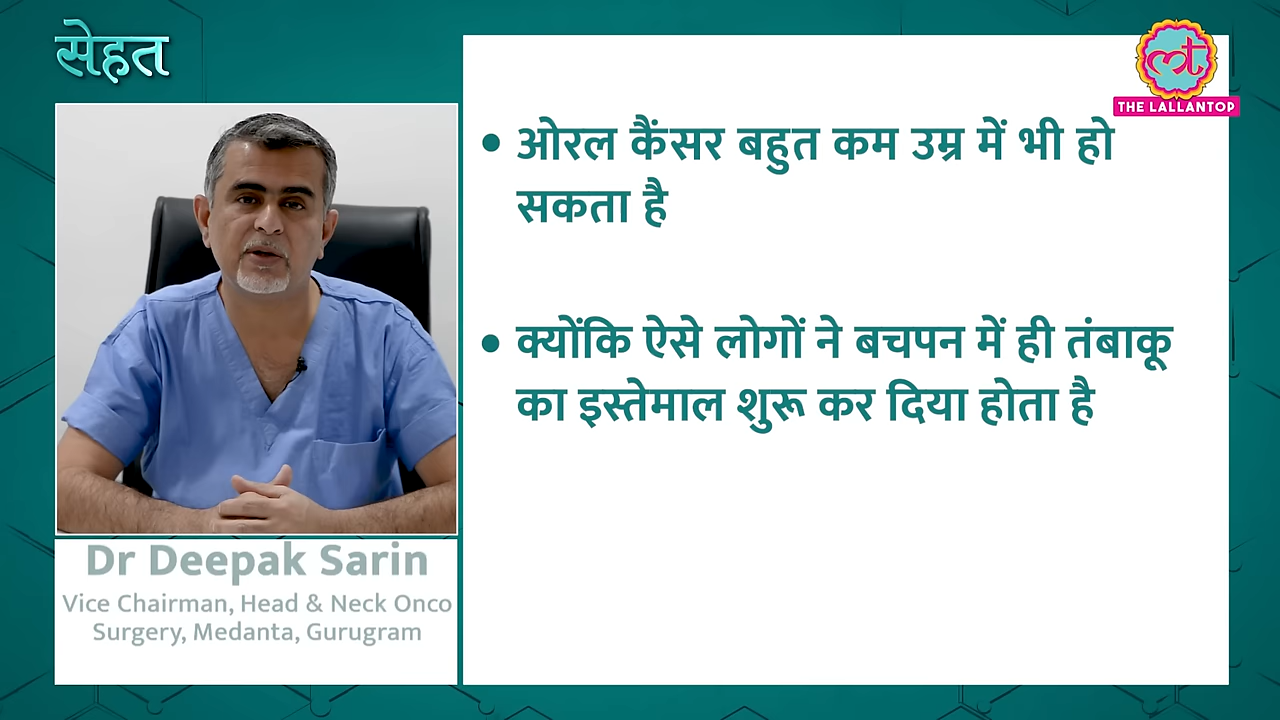 सेहत
mt
THE LALLANTOP
• ओरल कैंसर बहुत कम उम्र में भी हो
सकता है
• क्योंकि ऐसे लोगों ने बचपन में ही तंबाकू
का इस्तेमाल शुरू कर दिया होता है
Dr Deepak Sarin
Vice Chairman, Head & Neck Onco
Surgery, Medanta, Gurugram